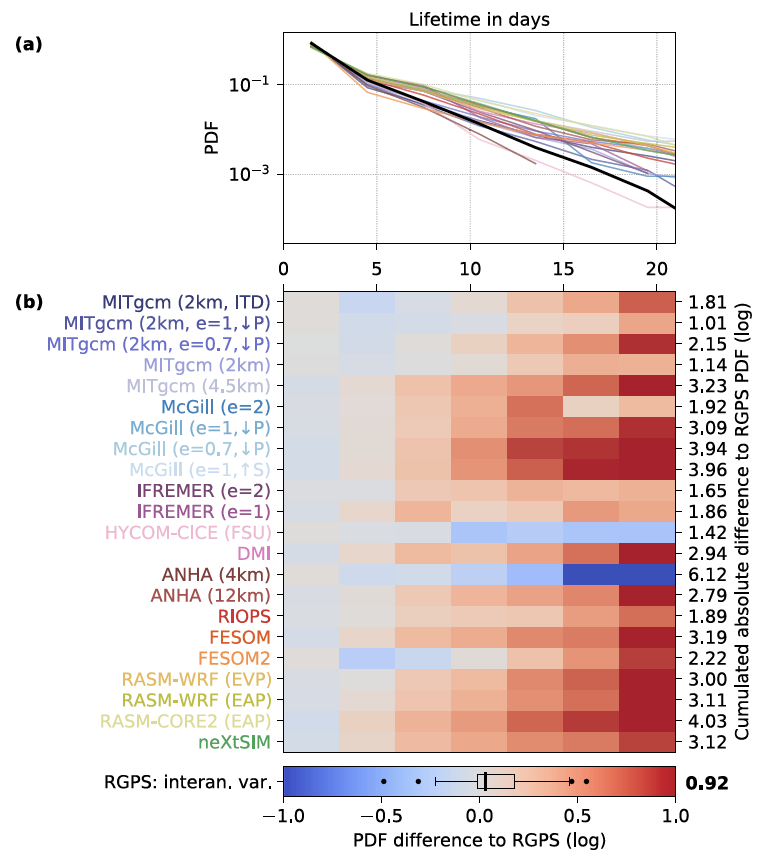 Lifetime in days
(a)
PDF
10⁻¹
10⁻³
0 5 10 15 20
(b)
MITgcm (2km, ITD) 1.81
MITgcm (2km, e=1,↓P) 1.01
MITgcm (2km, e=0.7,↓P) 2.15
MITgcm (2km) 1.14
MITgcm (4.5km) 3.23
McGill (e=2) 1.92
McGill (e=1,↓P) 3.09
McGill (e=0.7,↓P) 3.94
McGill (e=1,↑S) 3.96
IFREMER (e=2) 1.65
IFREMER (e=1) 1.86
HYCOM-CICE (FSU) 1.42
DMI 2.94
ANHA (4km) 6.12
ANHA (12km) 2.79
RIOPS 1.89
FESOM 3.19
FESOM2 2.22
RASM-WRF (EVP) 3.00
RASM-WRF (EAP) 3.11
RASM-CORE2 (EAP) 4.03
neXtSIM 3.12
Cumulated absolute difference to RGPS PDF (log)
RGPS: interan. var. 0.92
−1.0 −0.5 0.0 0.5 1.0
PDF difference to RGPS (log)